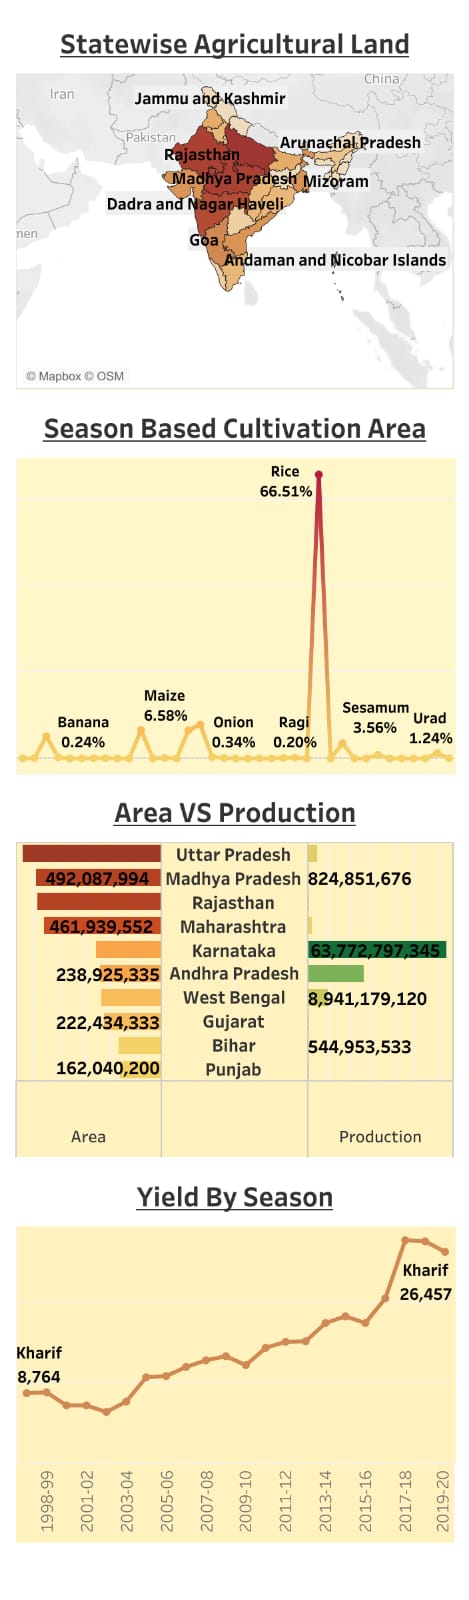 Statewise Agricultural Land
China
Iran
Jammu and Kashmir
Pakistan
Arunachal Pradesh
Rajasthan
Madhya Pradesh
Mizoram
Dadra and Nagar Haveli
men
Goa
Andaman and Nicobar Islands
© Mapbox © OSM
Season Based Cultivation Area
Rice
66.51%
Maize
6.58%
Banana
0.24%
Onion
0.34%
Ragi
0.20%
Sesamum
3.56%
Urad
1.24%
Area VS Production
Uttar Pradesh
492,087,994 Madhya Pradesh 824,851,676
Rajasthan
461,939,552 Maharashtra
Karnataka 63,772,797,345
238,925,335 Andhra Pradesh
West Bengal 8,941,179,120
222,434,333 Gujarat
Bihar 544,953,533
162,040,200 Punjab
Area Production
Yield By Season
Kharif
26,457
Kharif
8,764
1998-99
2001-02
2003-04
2005-06
2007-08
2009-10
2011-12
2013-14
2015-16
2017-18
2019-20